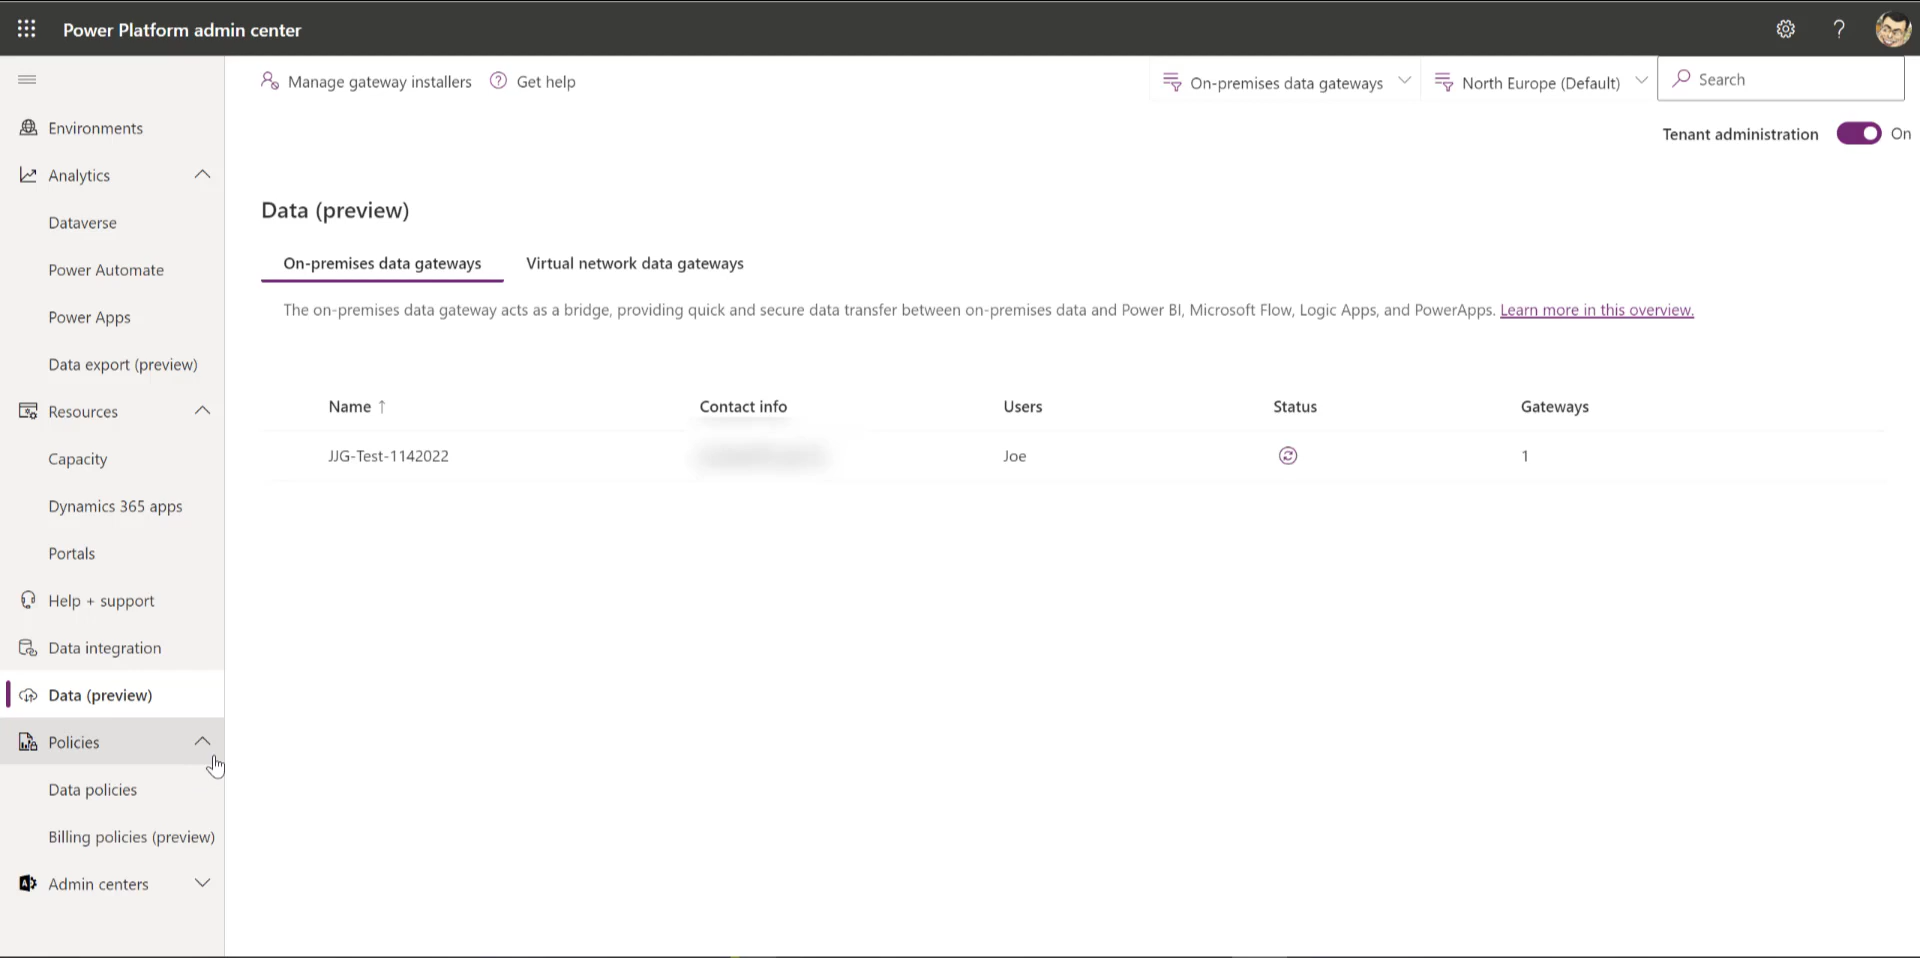 Power Platform admin center
Manage gateway installers
Get help
On-premises data gateways
North Europe (Default)
Search
Tenant administration
On
Environments
Analytics
Dataverse
Power Automate
Power Apps
Data export (preview)
Resources
Capacity
Dynamics 365 apps
Portals
Help + support
Data integration
Data (preview)
Policies
Data policies
Billing policies (preview)
Admin centers
Data (preview)
On-premises data gateways
Virtual network data gateways
The on-premises data gateway acts as a bridge, providing quick and secure data transfer between on-premises data and Power BI, Microsoft Flow, Logic Apps, and PowerApps. Learn more in this overview.
Name ↑ Contact info Users Status Gateways
JJG-Test-1142022 Joe 1